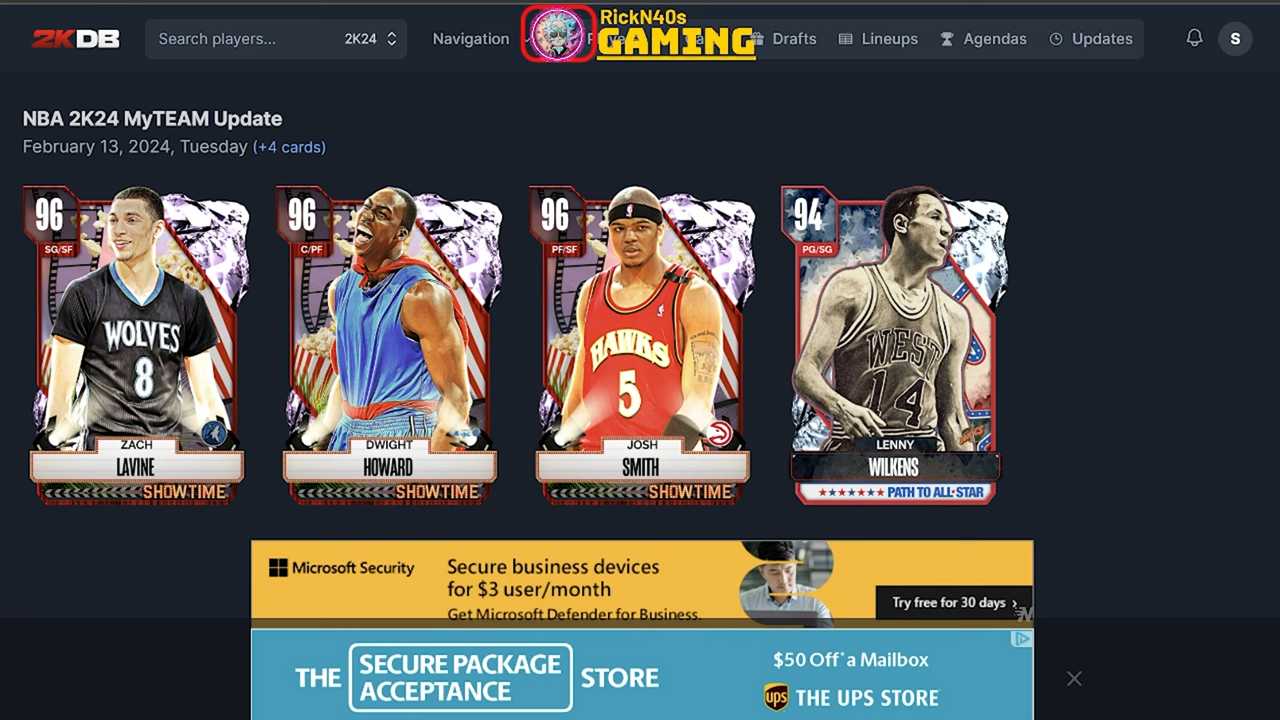 2KDB
Search players...
2K24
Navigation
RickN40s
GAMING
Drafts
Lineups
Agendas
Updates
S
NBA 2K24 MyTEAM Update
February 13, 2024, Tuesday (+4 cards)
96
SG/SF
WOLVES
8
ZACH
LAVINE
SHOWTIME
96
C/PF
DWIGHT
HOWARD
SHOWTIME
96
PF/SF
HAWKS
5
JOSH
SMITH
SHOWTIME
94
PG/SG
WEST
14
LENNY
WILKENS
PATH TO ALL-STAR
Microsoft Security
Secure business devices
for $3 user/month
Get Microsoft Defender for Business.
Try free for 30 days
THE SECURE PACKAGE ACCEPTANCE STORE
$50 Off* a Mailbox
ups THE UPS STORE